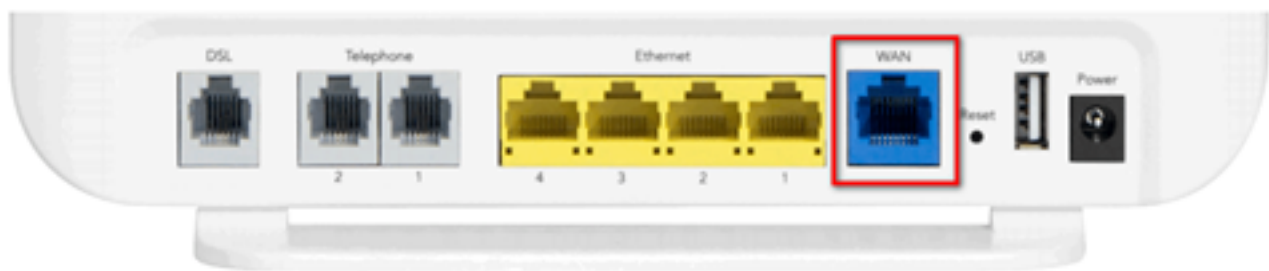 DSL Telephone Ethernet WAN USB
Power
Reset
2 1 4 3 2 1